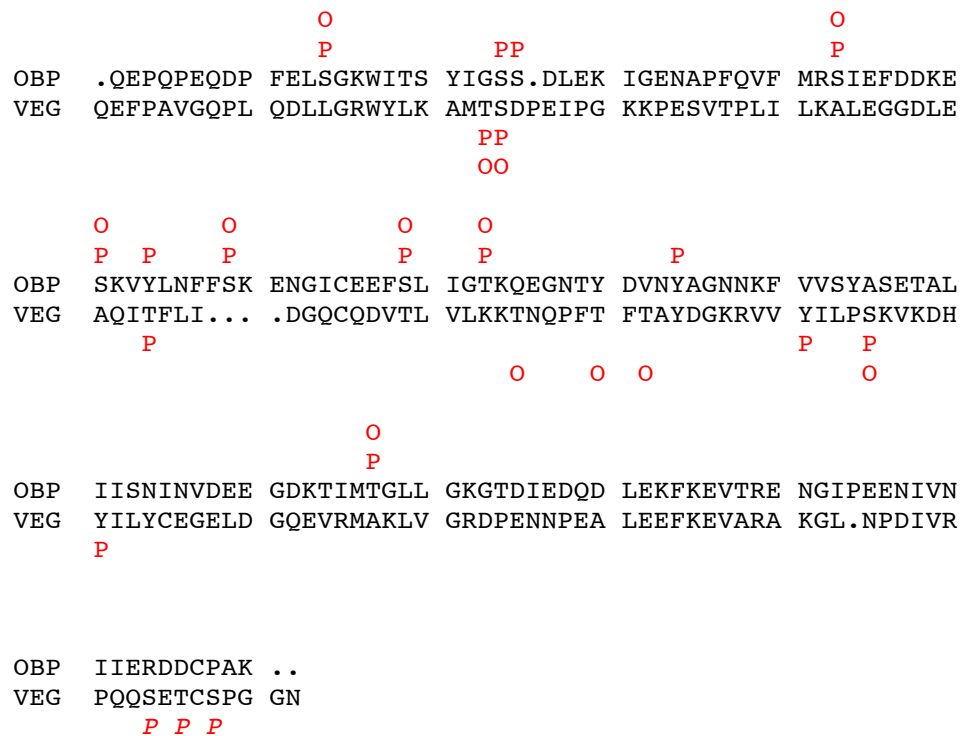 O O
P PP P
OBP .QEPQPEQDP FELSGKWITS YIGSS.DLEK IGENAPFQVF MRSIEFDDKE
VEG QEFPAVGQPL QDLLGRWYLK AMTSDPEIPG KKPESVTPLI LKALEGGDLE
PP
OO
O O O O
P P P P P P
OBP SKVYLNFFSK ENGICEEFSL IGTKQEGNTY DVNYAGNNKF VVSYASETAL
VEG AQITFLI... .DGQCQDVTL VLKKTNQPFT FTAYDGKRVV YILPSKVKDH
P P P
O O O O
O
P
OBP IISNINVDEE GDKTIMTGLL GKGTDIEDQD LEKFKEVTRE NGIPEENIVN
VEG YILYCEGELD GQEVRMAKLV GRDPENNPEA LEEFKEVARA KGL.NPDIVR
P
OBP IIERDDCPAK ..
VEG PQQSETCSPG GN
P P P